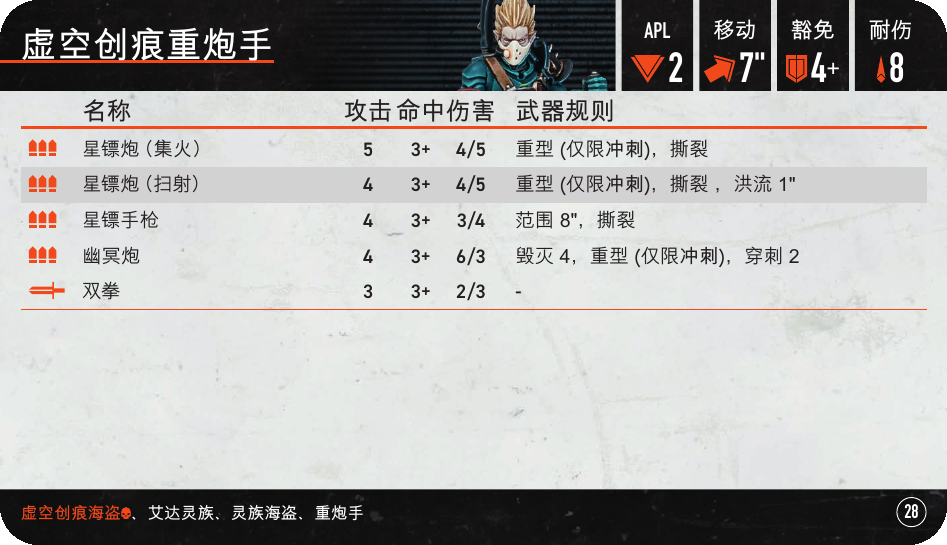 虚空创痕重炮手
APL 移动 豁免 耐伤
2 7" 4+ 8
名称 攻击 命中 伤害 武器规则
星镖炮（集火） 5 3+ 4/5 重型 (仅限冲刺)，撕裂
星镖炮（扫射） 4 3+ 4/5 重型 (仅限冲刺)，撕裂 ，洪流 1"
星镖手枪 4 3+ 3/4 范围 8"，撕裂
幽冥炮 4 3+ 6/3 毁灭 4，重型 (仅限冲刺)，穿刺 2
双拳 3 3+ 2/3 -
虚空创痕海盗、艾达灵族、灵族海盗、重炮手
28